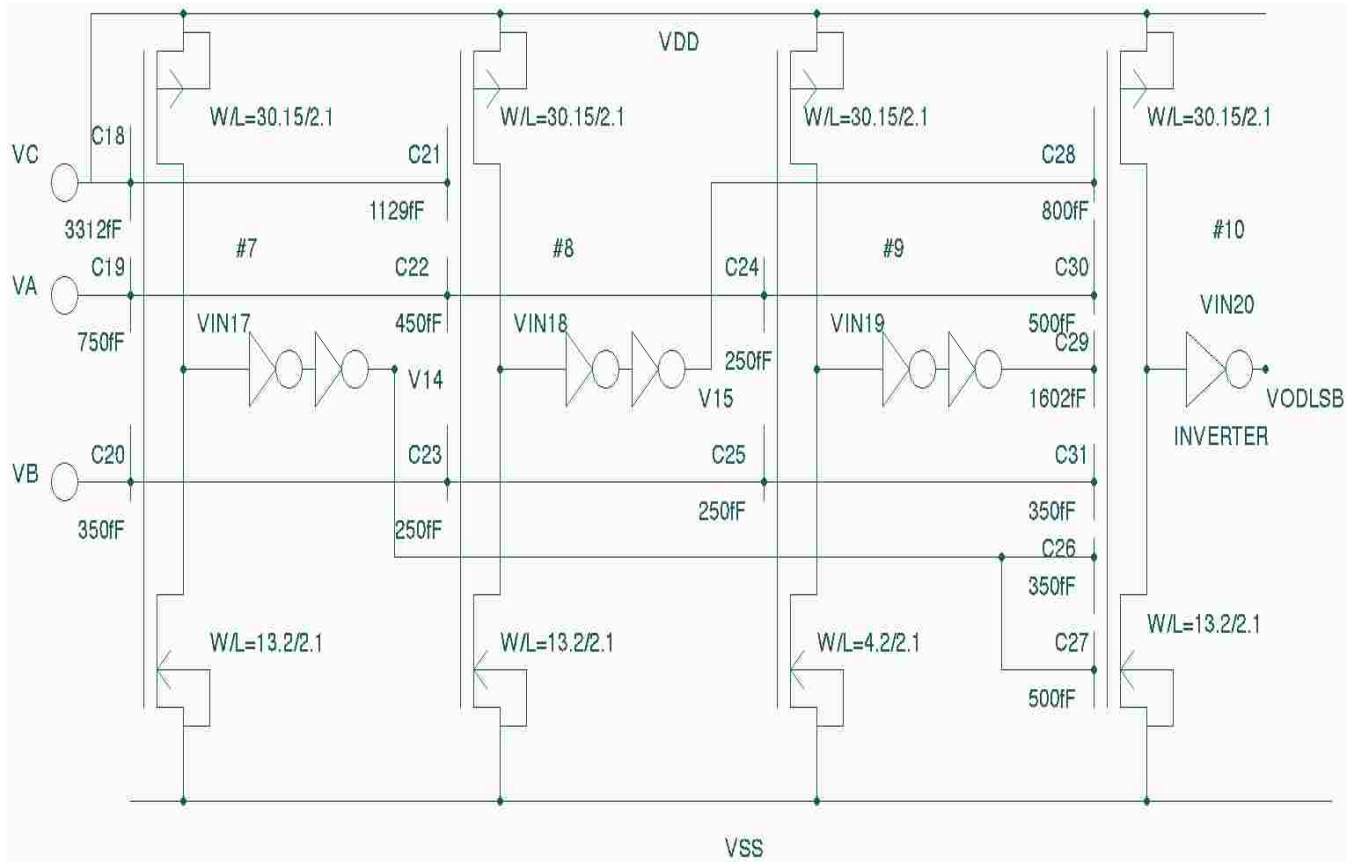 VDD
W/L=30.15/2.1
W/L=30.15/2.1
W/L=30.15/2.1
W/L=30.15/2.1
C18
VC
C21
C28
3312fF
1129fF
800fF
#7
#8
#9
#10
C19
C22
C24
C30
VA
750fF
VIN17
450fF
VIN18
250fF
VIN19
500fF
C29
VIN20
V14
V15
1602fF
VODLSB
INVERTER
C20
C23
C25
C31
VB
350fF
250fF
250fF
350fF
C26
350fF
W/L=13.2/2.1
W/L=13.2/2.1
W/L=4.2/2.1
C27
W/L=13.2/2.1
500fF
VSS